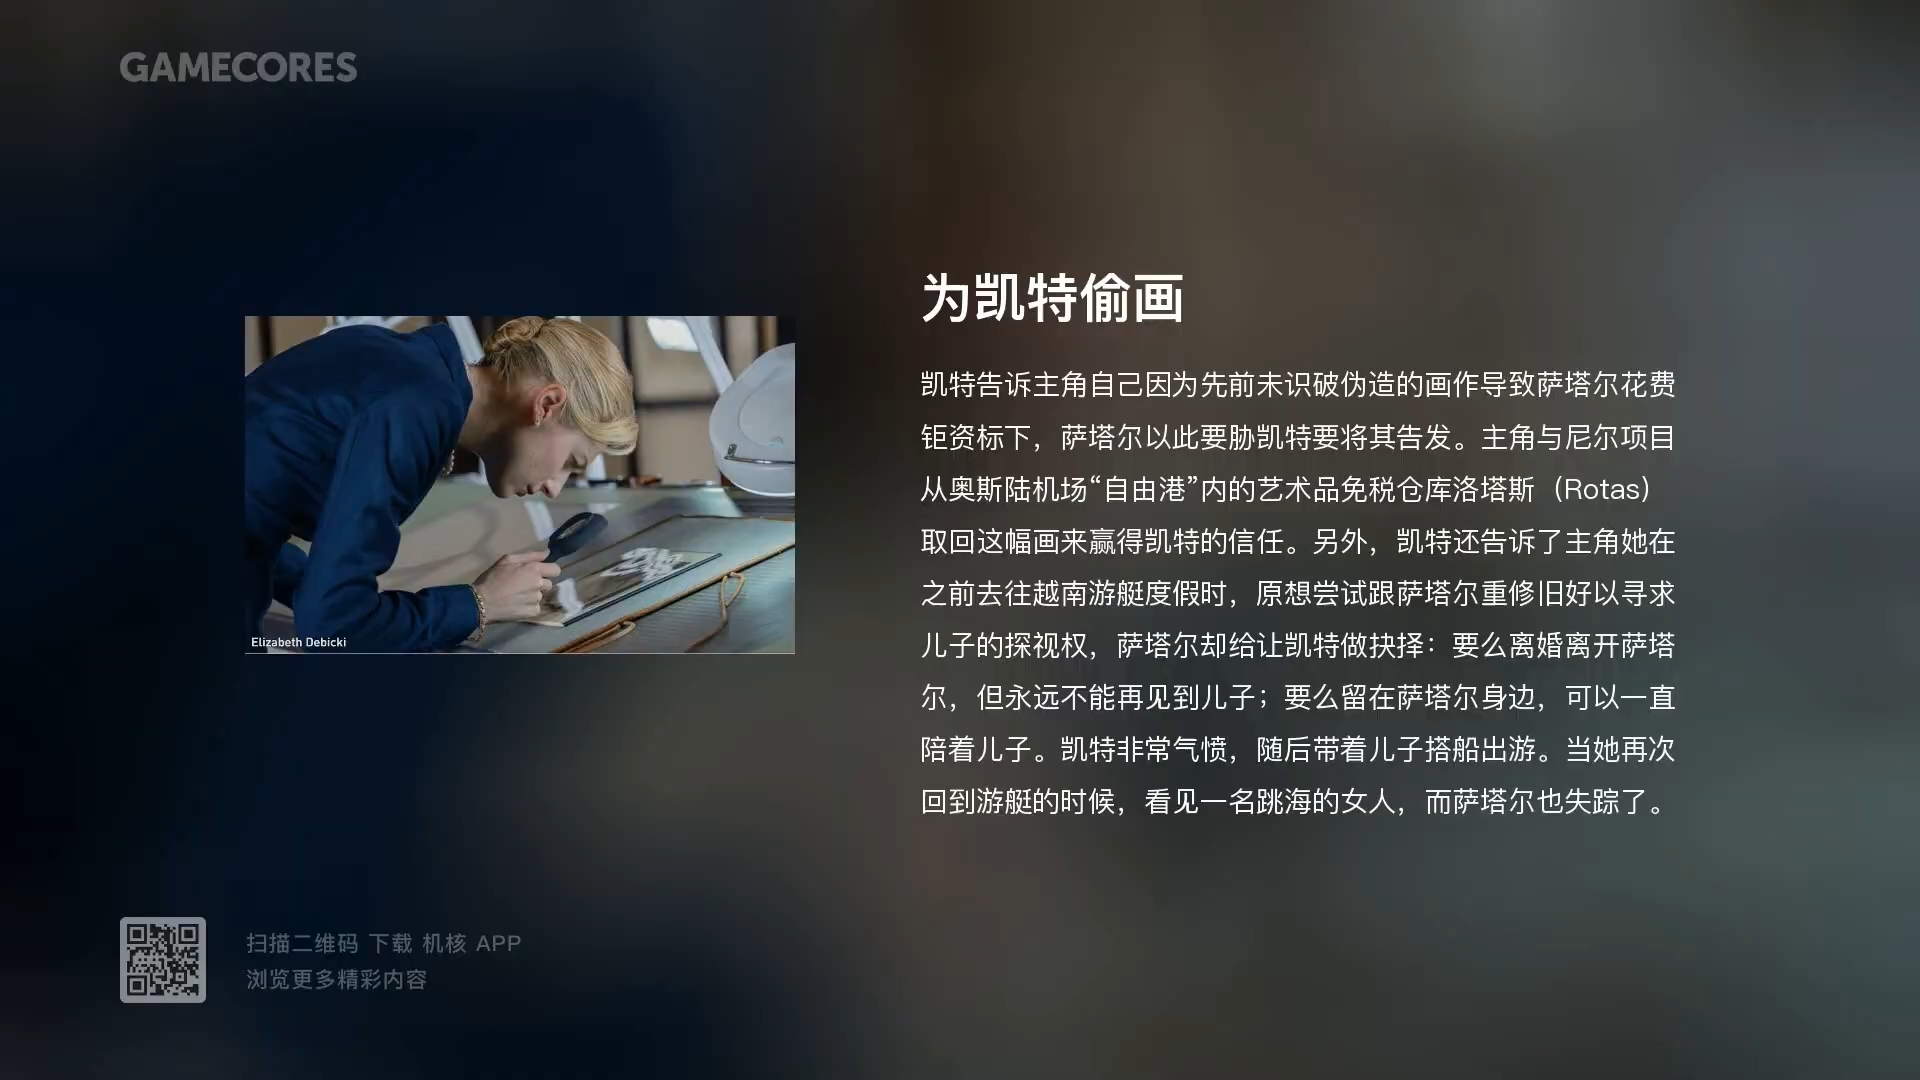 GAMECORES
为凯特偷画
凯特告诉主角自己因为先前未识破伪造的画作导致萨塔尔花费
钜资标下，萨塔尔以此要胁凯特要将其告发。主角与尼尔项目
从奥斯陆机场“自由港”内的艺术品免税仓库洛塔斯（Rotas）
取回这幅画来赢得凯特的信任。另外，凯特还告诉了主角她在
之前去往越南游艇度假时，原想尝试跟萨塔尔重修旧好以寻求
儿子的探视权，萨塔尔却给让凯特做抉择：要么离婚离开萨塔
尔，但永远不能再见到儿子；要么留在萨塔尔身边，可以一直
陪着儿子。凯特非常气愤，随后带着儿子搭船出游。当她再次
回到游艇的时候，看见一名跳海的女人，而萨塔尔也失踪了。
Elizabeth Debicki
扫描二维码 下载 机核 APP
浏览更多精彩内容